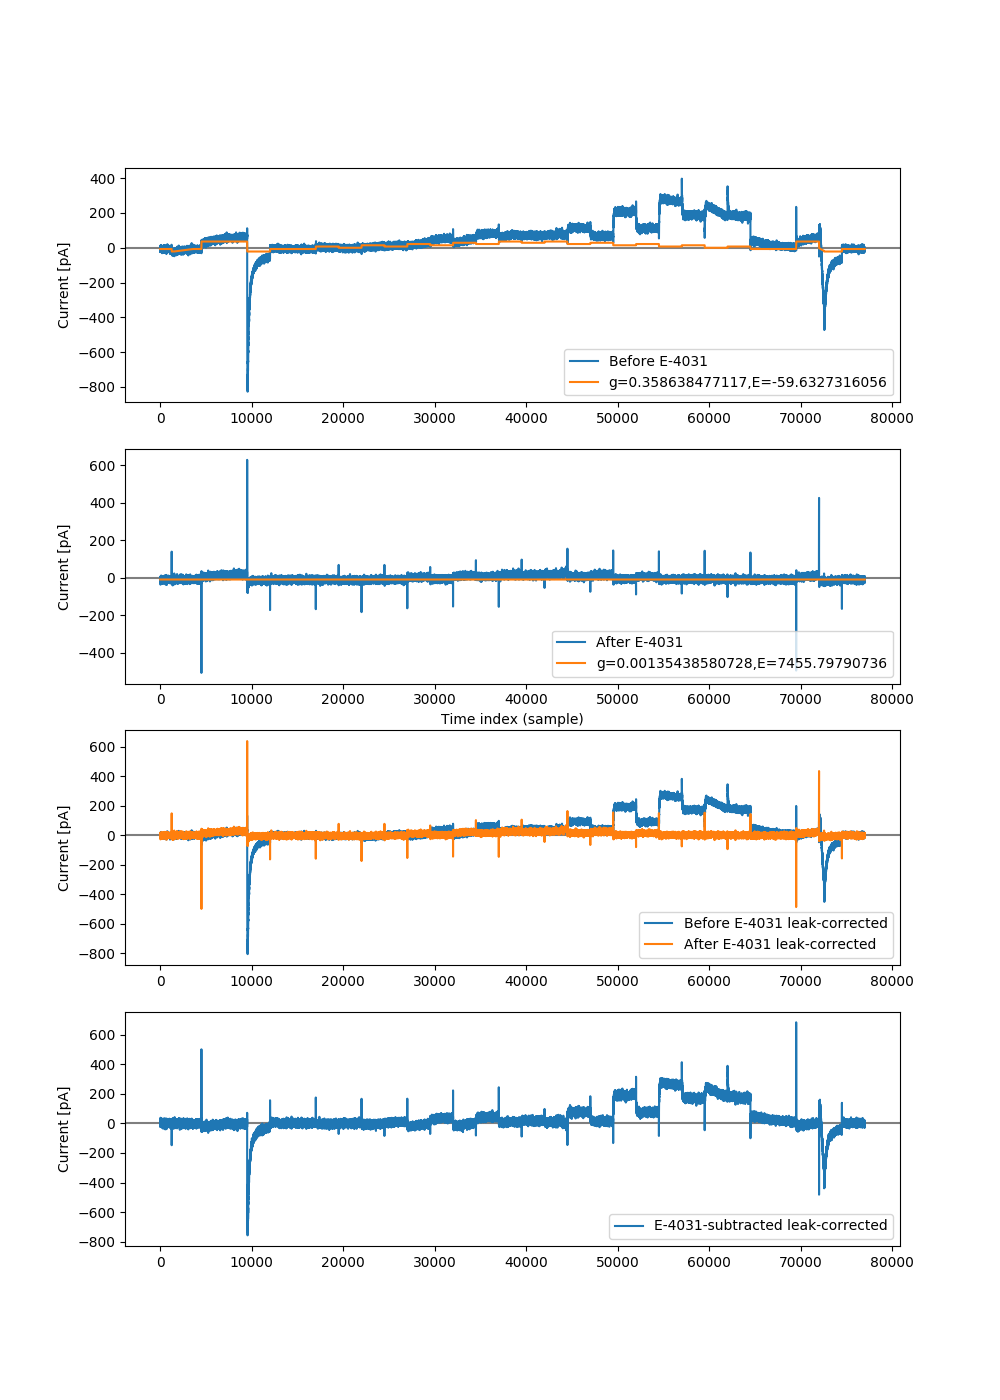 400
200
0
−200
−400
−600
−800
Current [pA]
Before E-4031
g=0.358638477117,E=-59.6327316056
0 10000 20000 30000 40000 50000 60000 70000 80000
600
400
200
0
−200
−400
Current [pA]
After E-4031
g=0.00135438580728,E=7455.79790736
0 10000 20000 30000 40000 50000 60000 70000 80000
Time index (sample)
600
400
200
0
−200
−400
−600
−800
Current [pA]
Before E-4031 leak-corrected
After E-4031 leak-corrected
0 10000 20000 30000 40000 50000 60000 70000 80000
600
400
200
0
−200
−400
−600
−800
Current [pA]
E-4031-subtracted leak-corrected
0 10000 20000 30000 40000 50000 60000 70000 80000